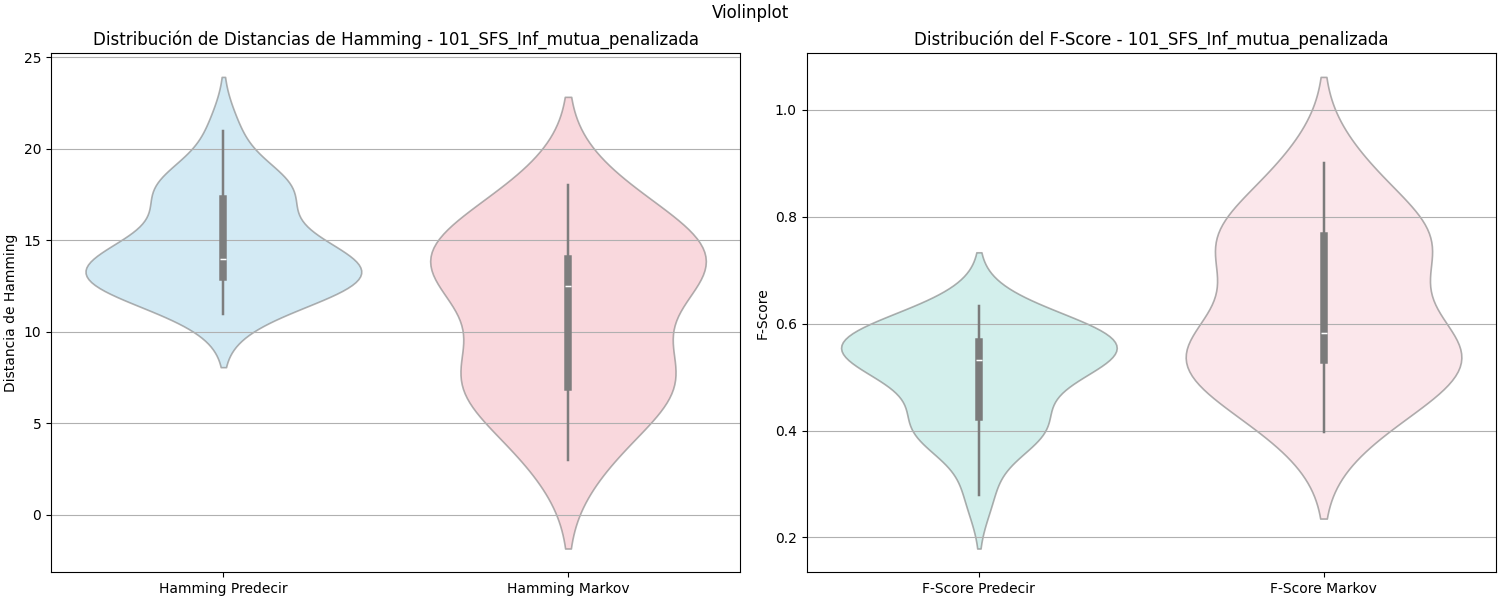 Violinplot
Distribución de Distancias de Hamming - 101_SFS_Inf_mutua_penalizada
Distancia de Hamming
25
20
15
10
5
0
Hamming Predecir
Hamming Markov
Distribución del F-Score - 101_SFS_Inf_mutua_penalizada
F-Score
1.0
0.8
0.6
0.4
0.2
F-Score Predecir
F-Score Markov